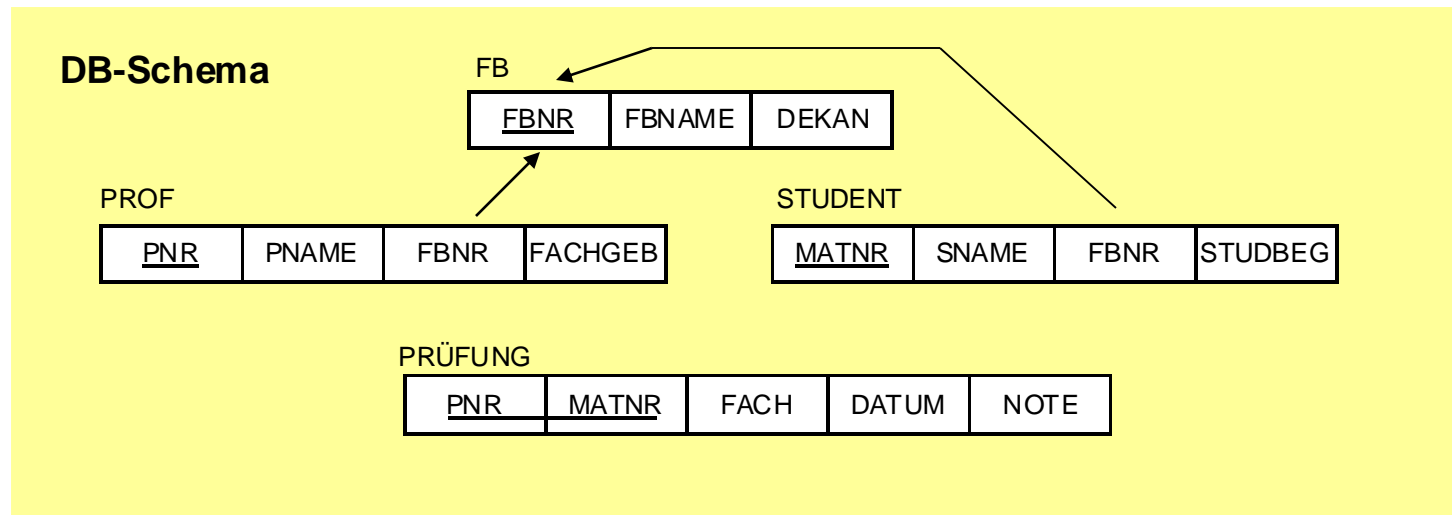 DB-Schema
FB
FBNR FBNAME DEKAN
PROF
PNR PNAME FBNR FACHGEB
STUDENT
MATNR SNAME FBNR STUDBEG
PRÜFUNG
PNR MATNR FACH DATUM NOTE